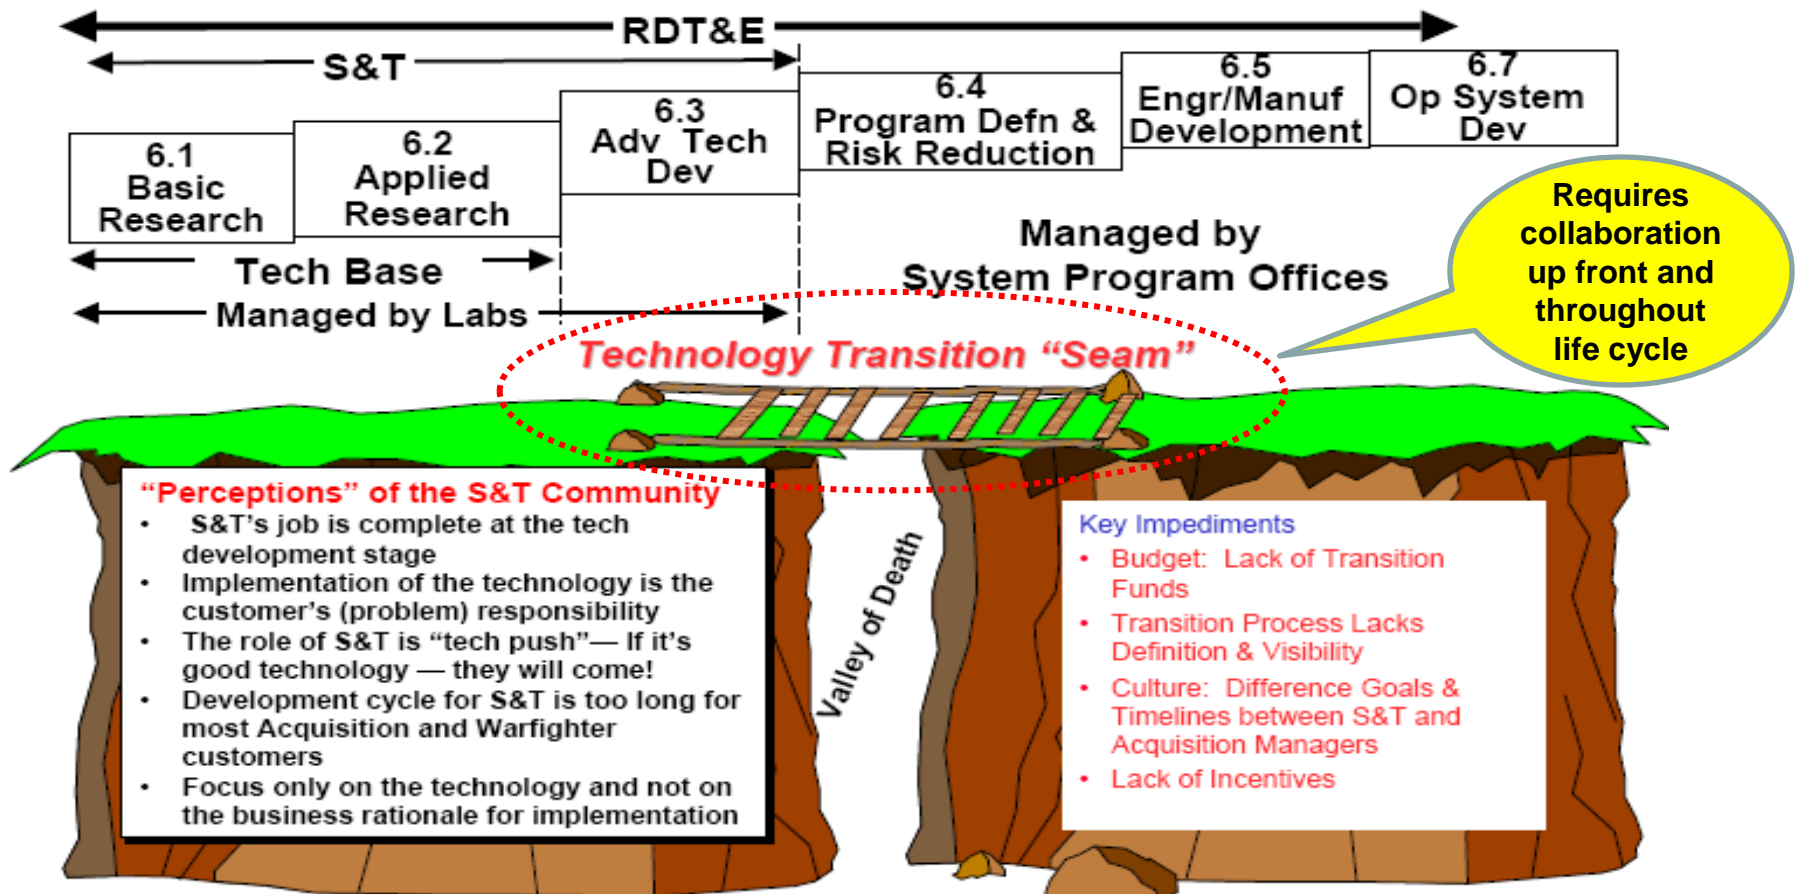 RDT&E
S&T
6.1
Basic
Research
6.2
Applied
Research
6.3
Adv Tech
Dev
6.4
Program Defn &
Risk Reduction
6.5
Engr/Manuf
Development
6.7
Op System
Dev
Tech Base
Managed by Labs
Managed by
System Program Offices
Requires
collaboration
up front and
throughout
life cycle
Technology Transition “Seam”
“Perceptions” of the S&T Community
• S&T’s job is complete at the tech
development stage
• Implementation of the technology is the
customer’s (problem) responsibility
• The role of S&T is “tech push”— If it’s
good technology — they will come!
• Development cycle for S&T is too long for
most Acquisition and Warfighter
customers
• Focus only on the technology and not on
the business rationale for implementation
Valley of Death
Key Impediments
• Budget: Lack of Transition
Funds
• Transition Process Lacks
Definition & Visibility
• Culture: Difference Goals &
Timelines between S&T and
Acquisition Managers
• Lack of Incentives